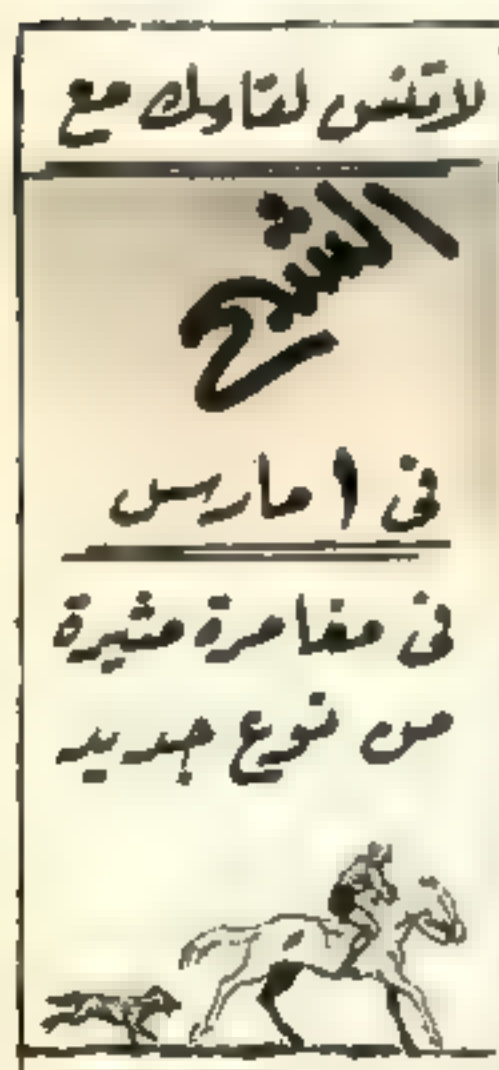 لاتنس لقاءك مع
الشبح
فى ١ مارس
فى مغامرة مثيرة
من نوع جديد